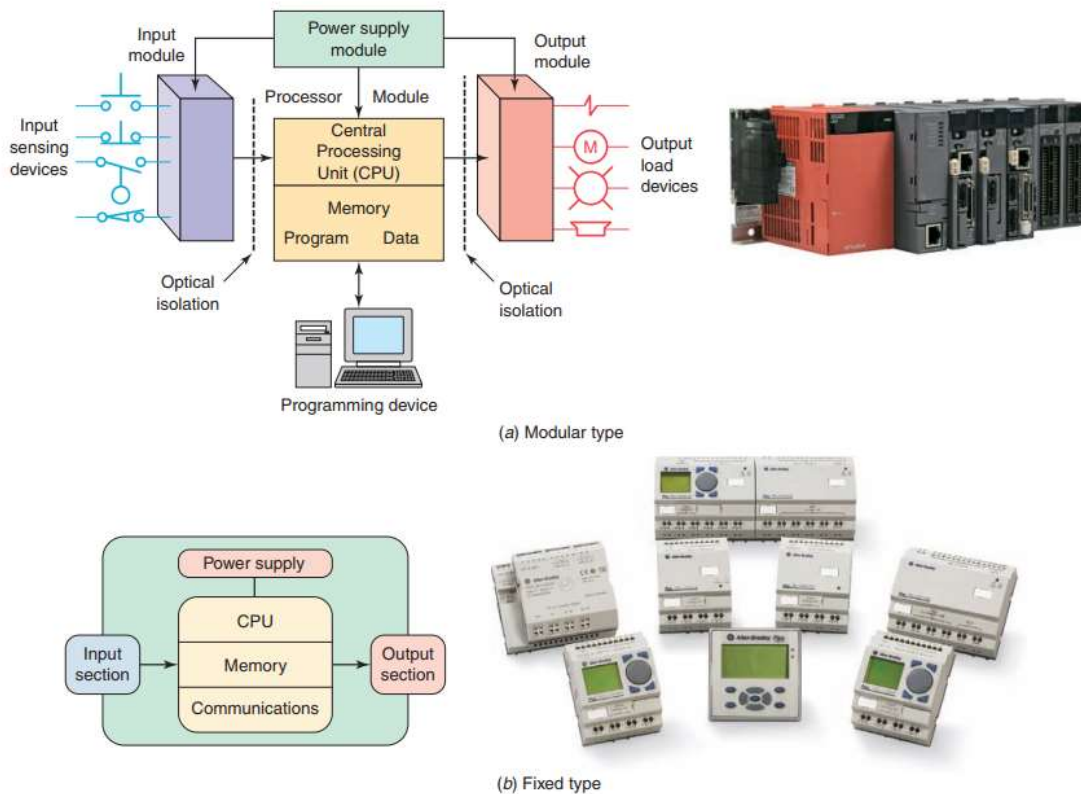 Power supply
module
Input
module
Output
module
Processor Module
Input
sensing
devices
Central
Processing
Unit (CPU)
M
Output
load
devices
Memory
Program Data
Optical
isolation
Optical
isolation
Programming device
(a) Modular type
Power supply
CPU
Input
section
Memory
Output
section
Communications
Allen-Bradley
(b) Fixed type